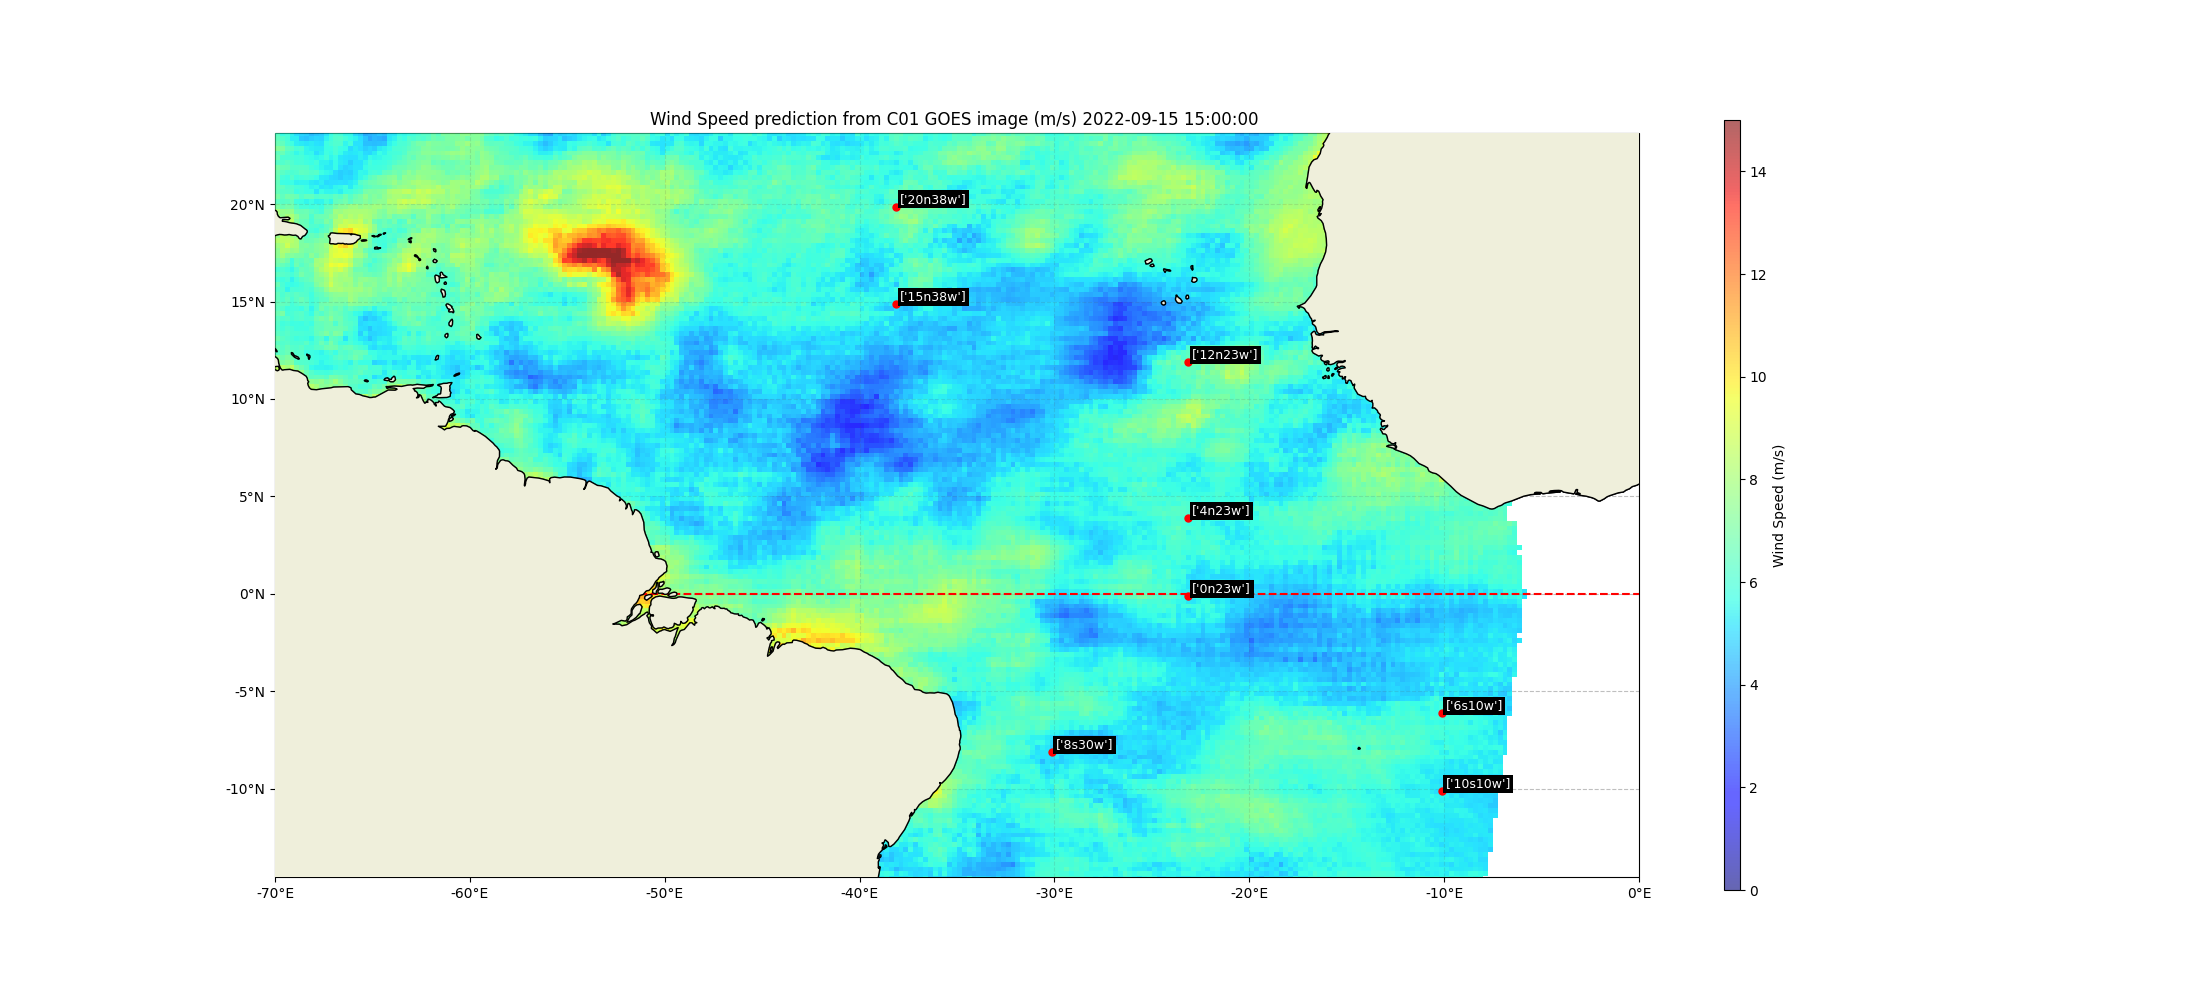 Wind Speed prediction from C01 GOES image (m/s) 2022-09-15 15:00:00
14
['20n38w']
20°N
12
15°N
['15n38w']
['12n23w']
10
10°N
Wind Speed (m/s)
8
5°N
['4n23w']
6
0°N
['0n23w']
4
-5°N
['6s10w']
['8s30w']
2
-10°N
['10s10w']
0
-70°E
-60°E
-50°E
-40°E
-30°E
-20°E
-10°E
0°E